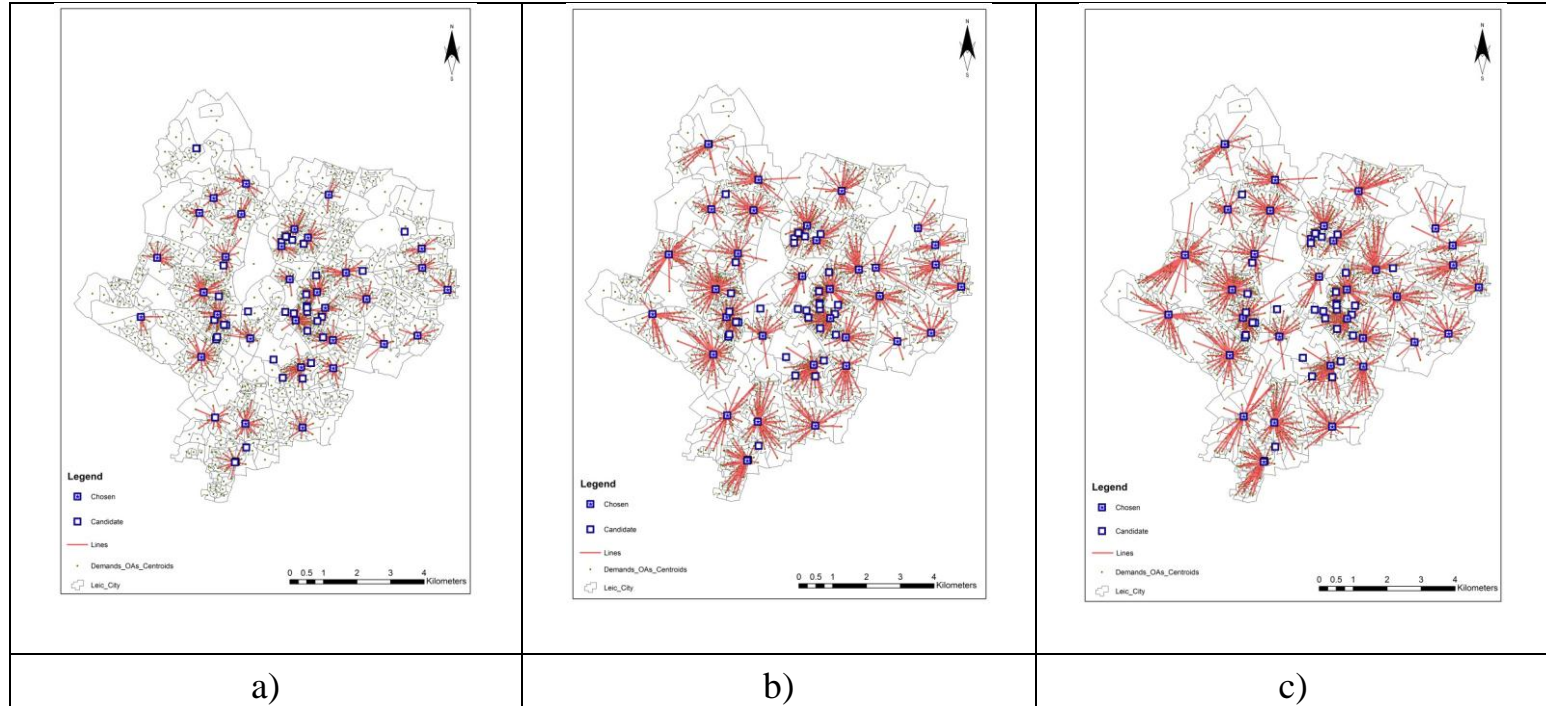 N
S
Legend
Chosen
Candidate
Lines
Demands_OAs_Centroids
Leic_City
0 0.5 1 2 3 4
Kilometers
a)
N
S
Legend
Chosen
Candidate
Lines
Demands_OAs_Centroids
Leic_City
0 0.5 1 2 3 4
Kilometers
b)
N
S
Legend
Chosen
Candidate
Lines
Demands_OAs_Centroids
Leic_City
0 0.5 1 2 3 4
Kilometers
c)